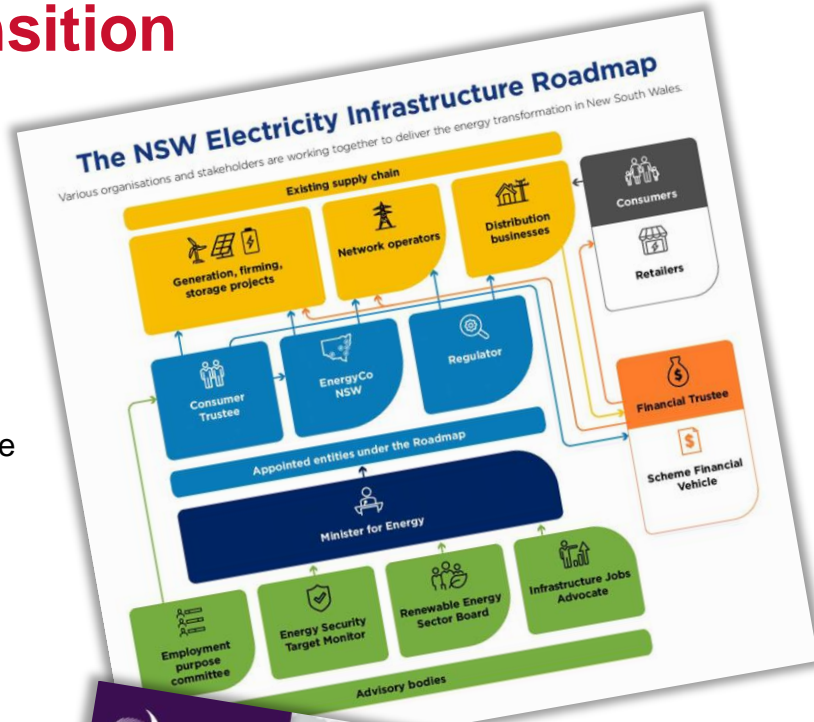 nsition
The NSW Electricity Infrastructure Roadmap
Various organisations and stakeholders are working together to deliver the energy transformation in New South Wales.
Existing supply chain
Generation, firming,
storage projects
Network operators
Distribution
businesses
Consumers
Retailers
Consumer
Trustee
EnergyCo
NSW
Regulator
Financial Trustee
Scheme Financial
Vehicle
e
Appointed entities under the Roadmap
Minister for Energy
Employment
purpose
committee
Energy Security
Target Monitor
Renewable Energy
Sector Board
Infrastructure Jobs
Advocate
Advisory bodies